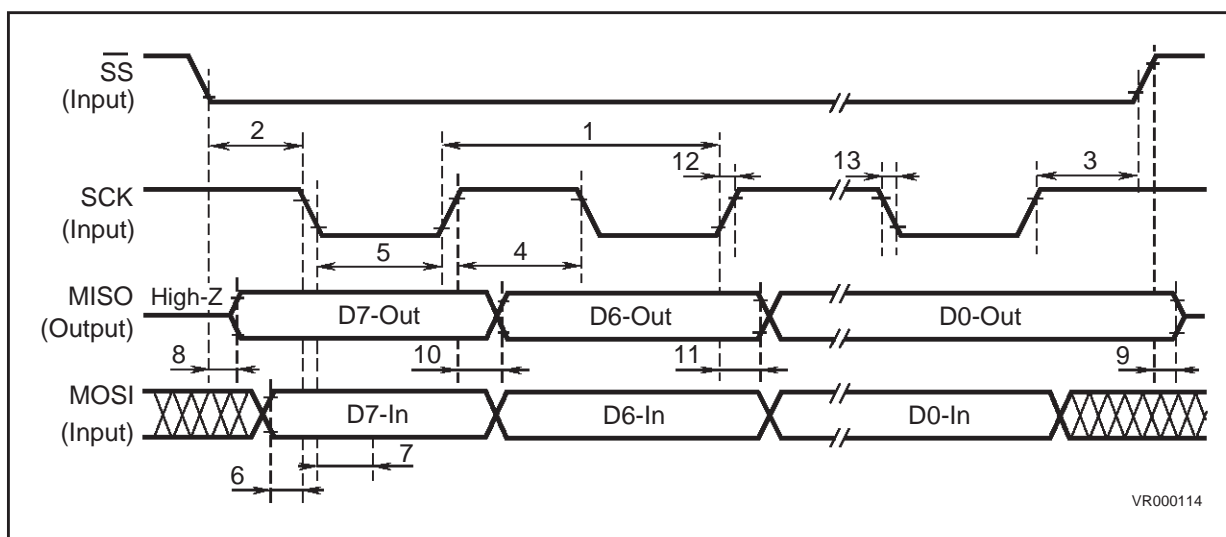 SS
(Input)
2
1
12
13
3
SCK
(Input)
5
4
MISO
High-Z
D7-Out
D6-Out
D0-Out
(Output)
8
10
11
9
MOSI
D7-In
D6-In
D0-In
(Input)
7
6
VR000114